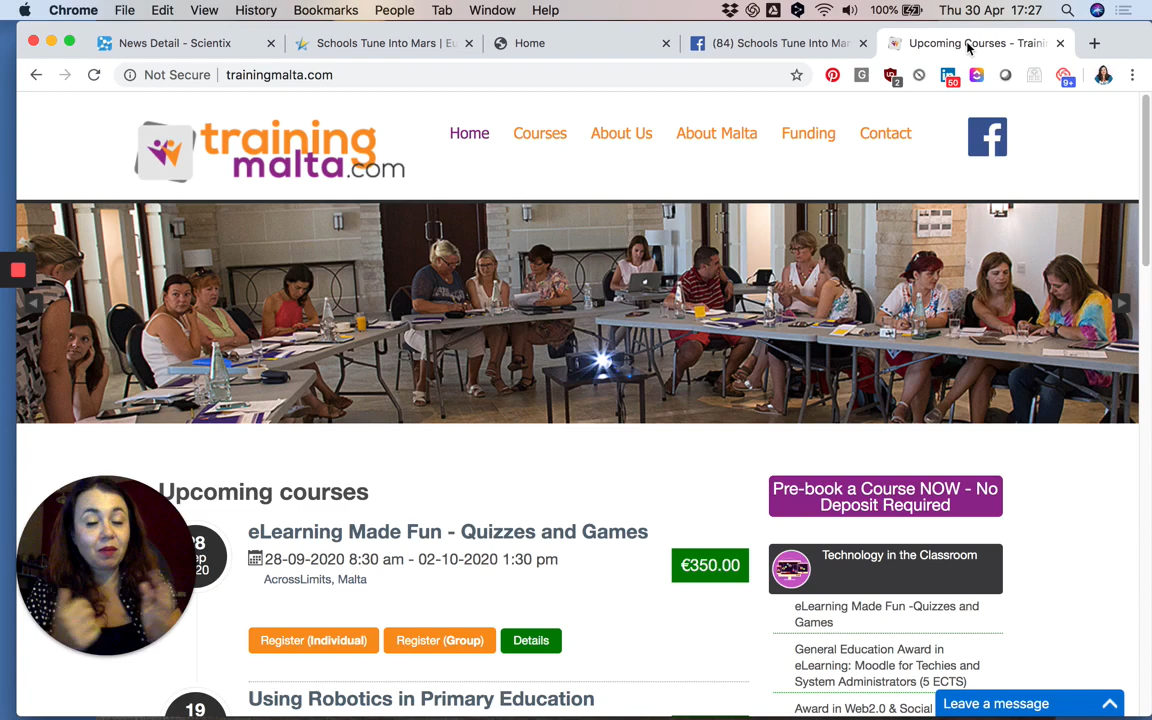 Chrome File Edit View History Bookmarks People Tab Window Help 100% Thu 30 Apr 17:27
News Detail - Scientix Schools Tune Into Mars | Eu Home (84) Schools Tune Into Mar Upcoming Courses - Trainin
Not Secure trainingmalta.com 2 60 9+
training
malta.com
Home Courses About Us About Malta Funding Contact
Upcoming courses
eLearning Made Fun - Quizzes and Games
28-09-2020 8:30 am - 02-10-2020 1:30 pm
AcrossLimits, Malta
€350.00
Register (Individual) Register (Group) Details
Using Robotics in Primary Education
19
Pre-book a Course NOW - No
Deposit Required
Technology in the Classroom
eLearning Made Fun -Quizzes and
Games
General Education Award in
eLearning: Moodle for Techies and
System Administrators (5 ECTS)
Award in Web2.0 & Social
Leave a message